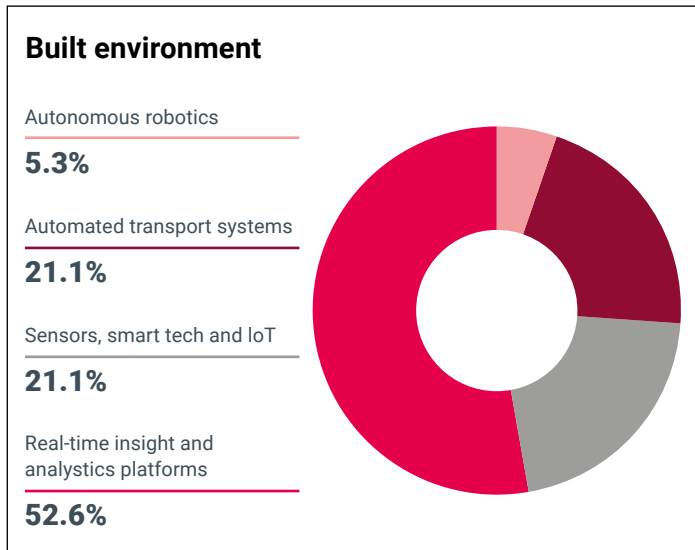 Built environment
Autonomous robotics
5.3%
Automated transport systems
21.1%
Sensors, smart tech and IoT
21.1%
Real-time insight and
analystics platforms
52.6%